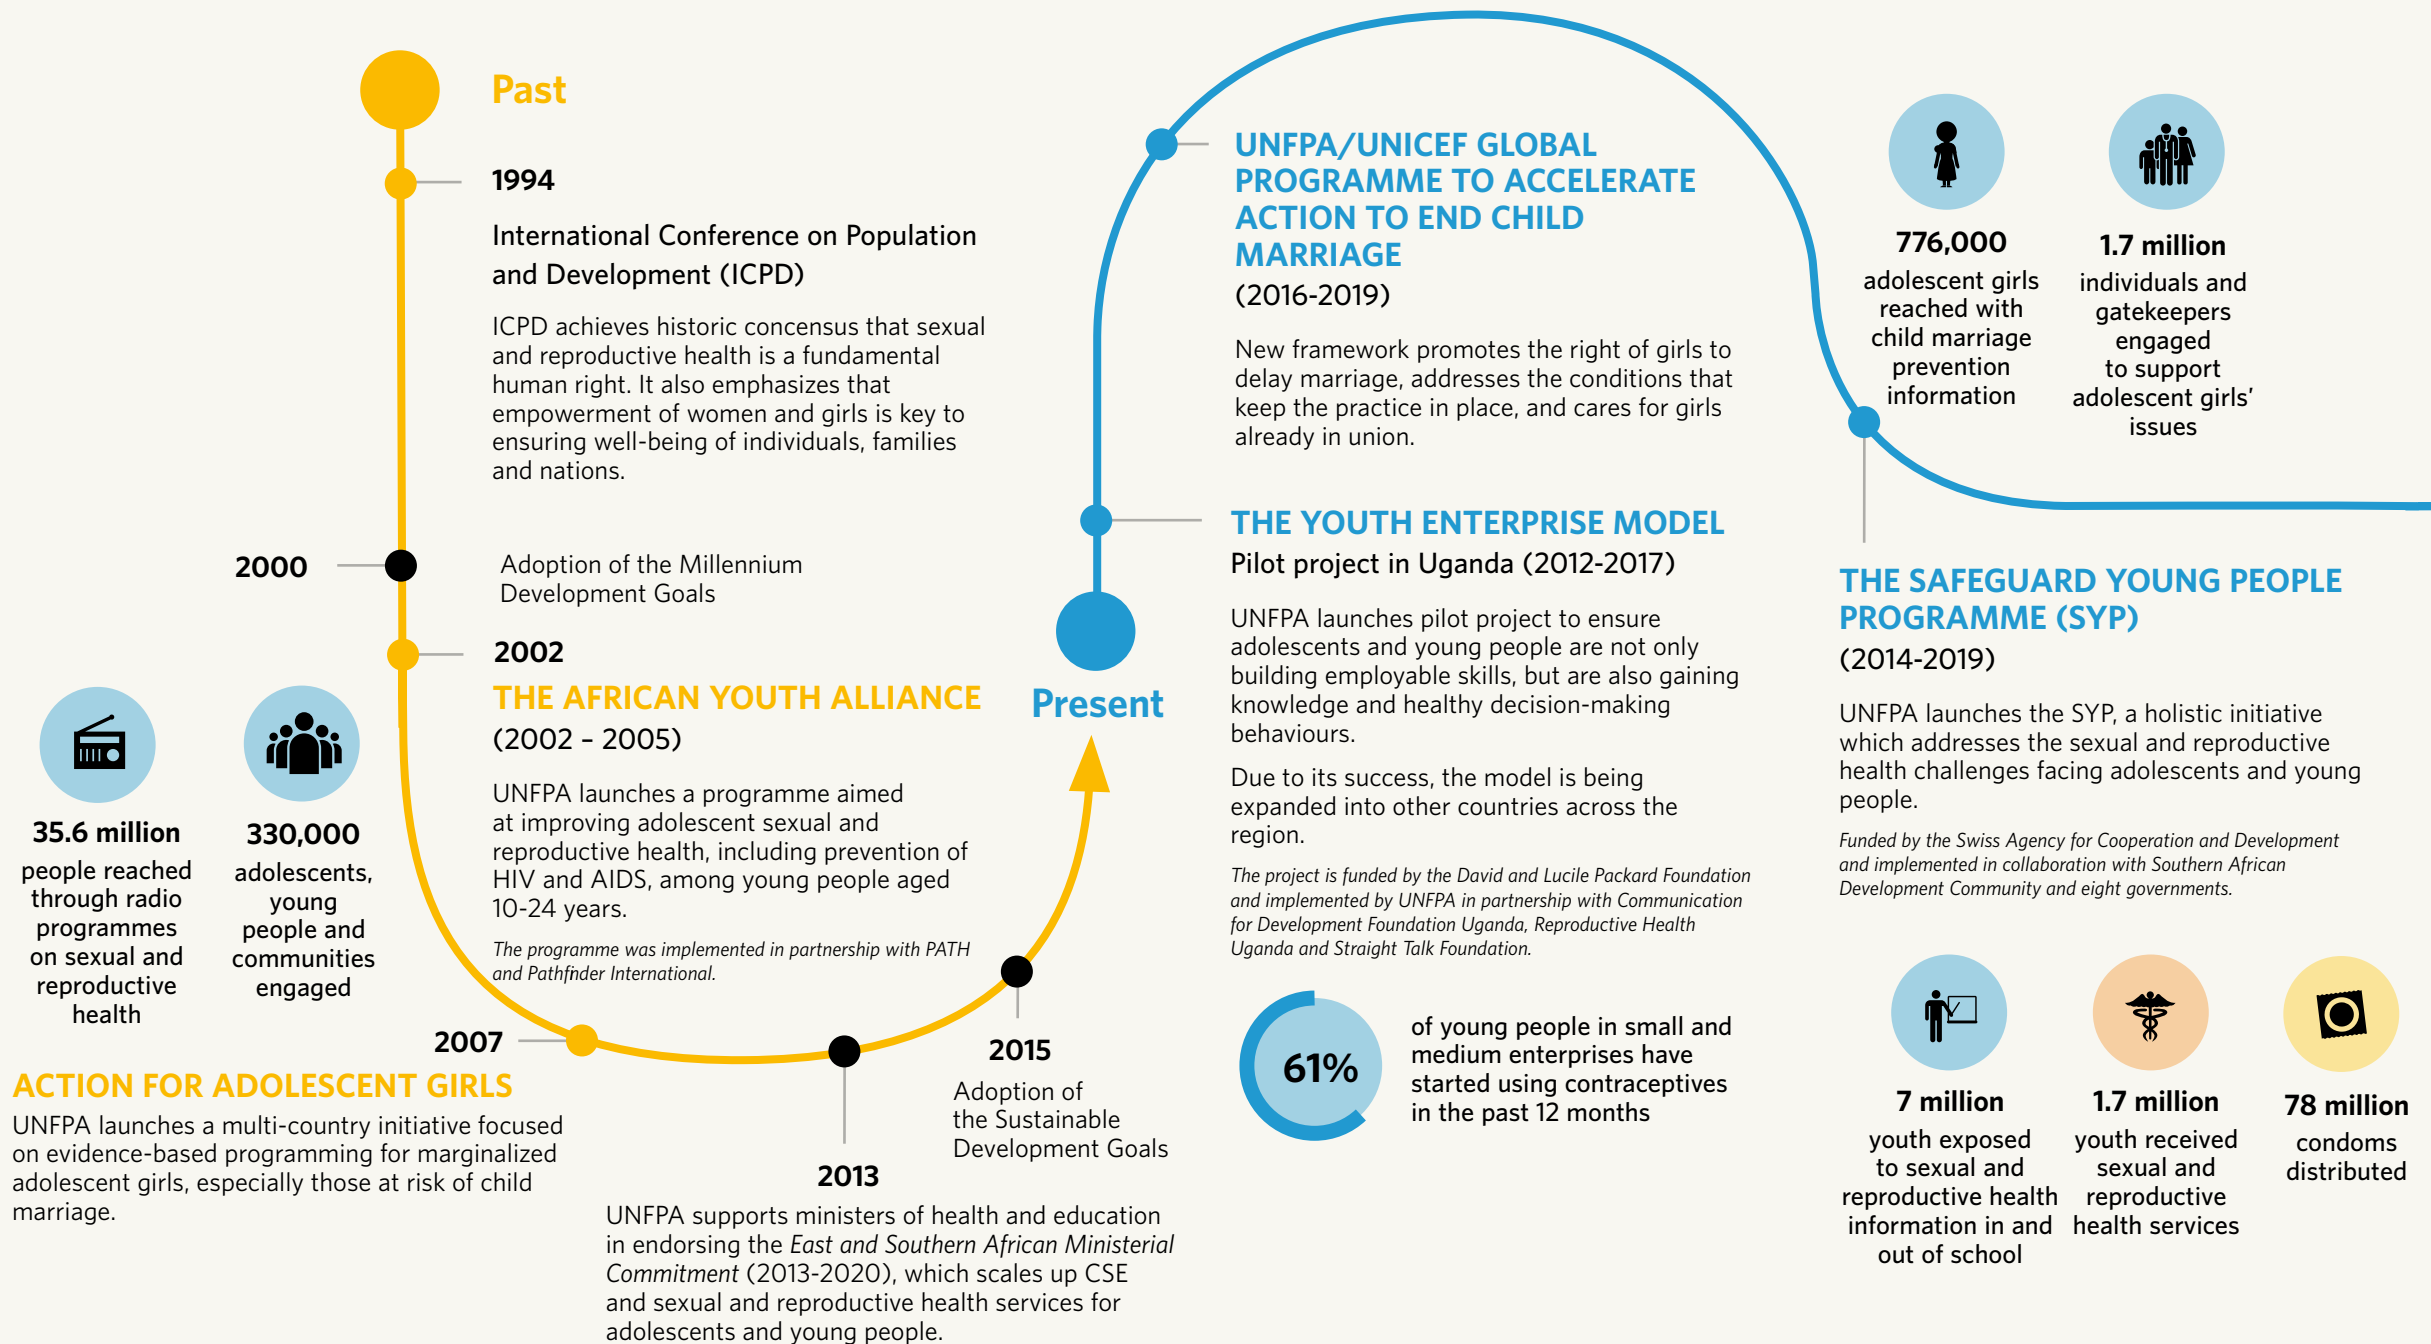 Past
1994
International Conference on Population
and Development (ICPD)
ICPD achieves historic concensus that sexual
and reproductive health is a fundamental
human right. It also emphasizes that
empowerment of women and girls is key to
ensuring well-being of individuals, families
and nations.
2000
Adoption of the Millennium
Development Goals
2002
THE AFRICAN YOUTH ALLIANCE
(2002 – 2005)
UNFPA launches a programme aimed
at improving adolescent sexual and
reproductive health, including prevention of
HIV and AIDS, among young people aged
10-24 years.
The programme was implemented in partnership with PATH
and Pathfinder International.
35.6 million
people reached
through radio
programmes
on sexual and
reproductive
health
330,000
adolescents,
young
people and
communities
engaged
2007
ACTION FOR ADOLESCENT GIRLS
UNFPA launches a multi-country initiative focused
on evidence-based programming for marginalized
adolescent girls, especially those at risk of child
marriage.
2013
UNFPA supports ministers of health and education
in endorsing the East and Southern African Ministerial
Commitment (2013-2020), which scales up CSE
and sexual and reproductive health services for
adolescents and young people.
2015
Adoption of
the Sustainable
Development Goals
Present
THE YOUTH ENTERPRISE MODEL
Pilot project in Uganda (2012-2017)
UNFPA launches pilot project to ensure
adolescents and young people are not only
building employable skills, but are also gaining
knowledge and healthy decision-making
behaviours.
Due to its success, the model is being
expanded into other countries across the
region.
The project is funded by the David and Lucile Packard Foundation
and implemented by UNFPA in partnership with Communication
for Development Foundation Uganda, Reproductive Health
Uganda and Straight Talk Foundation.
61%
of young people in small and
medium enterprises have
started using contraceptives
in the past 12 months
UNFPA/UNICEF GLOBAL
PROGRAMME TO ACCELERATE
ACTION TO END CHILD
MARRIAGE
(2016-2019)
New framework promotes the right of girls to
delay marriage, addresses the conditions that
keep the practice in place, and cares for girls
already in union.
776,000
adolescent girls
reached with
child marriage
prevention
information
1.7 million
individuals and
gatekeepers
engaged
to support
adolescent girls'
issues
THE SAFEGUARD YOUNG PEOPLE
PROGRAMME (SYP)
(2014-2019)
UNFPA launches the SYP, a holistic initiative
which addresses the sexual and reproductive
health challenges facing adolescents and young
people.
Funded by the Swiss Agency for Cooperation and Development
and implemented in collaboration with Southern African
Development Community and eight governments.
7 million
youth exposed
to sexual and
reproductive health
information in and
out of school
1.7 million
youth received
sexual and
reproductive
health services
78 million
condoms
distributed